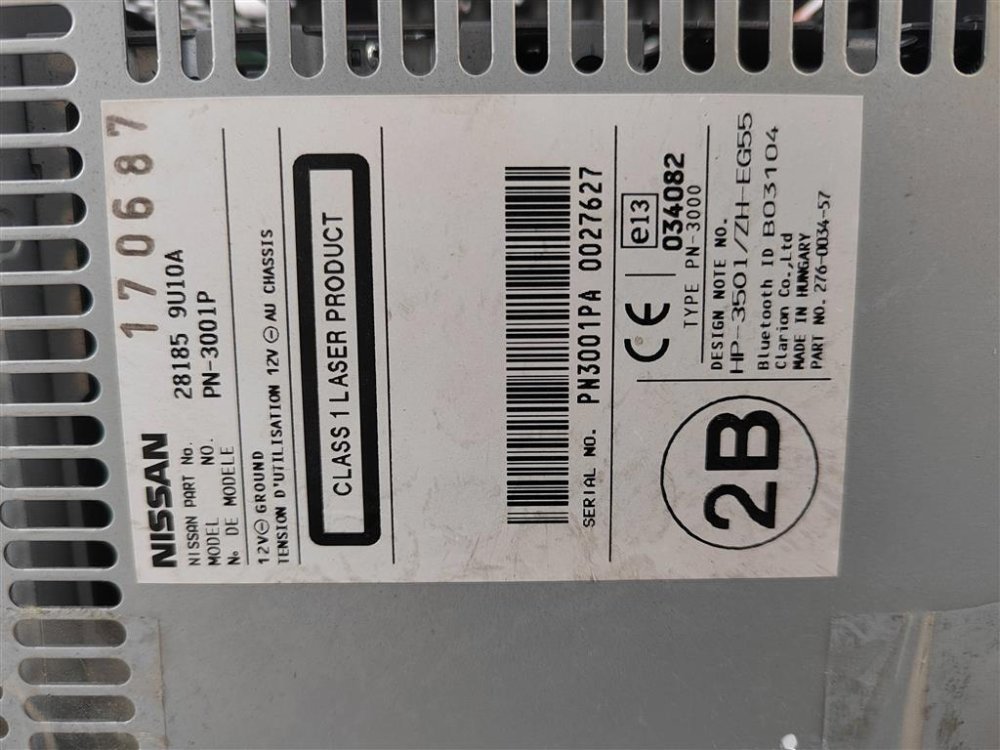 170687
NISSAN
NISSAN PART No. 28185 9U10A
MODEL NO. PN-3001P
No DE MODELE
12V⊖GROUND
TENSION D'UTILISATION 12V ⊖ AU CHASSIS
CLASS 1 LASER PRODUCT
SERIAL NO. PN3001PA 0027627
CE e13 034082
TYPE PN-3000
DESIGN NOTE NO.
HP-3501/ZH-EG55
Bluetooth ID B03104
Clarion Co.,Ltd
MADE IN HUNGARY
PART NO. 276-0034-57
2B